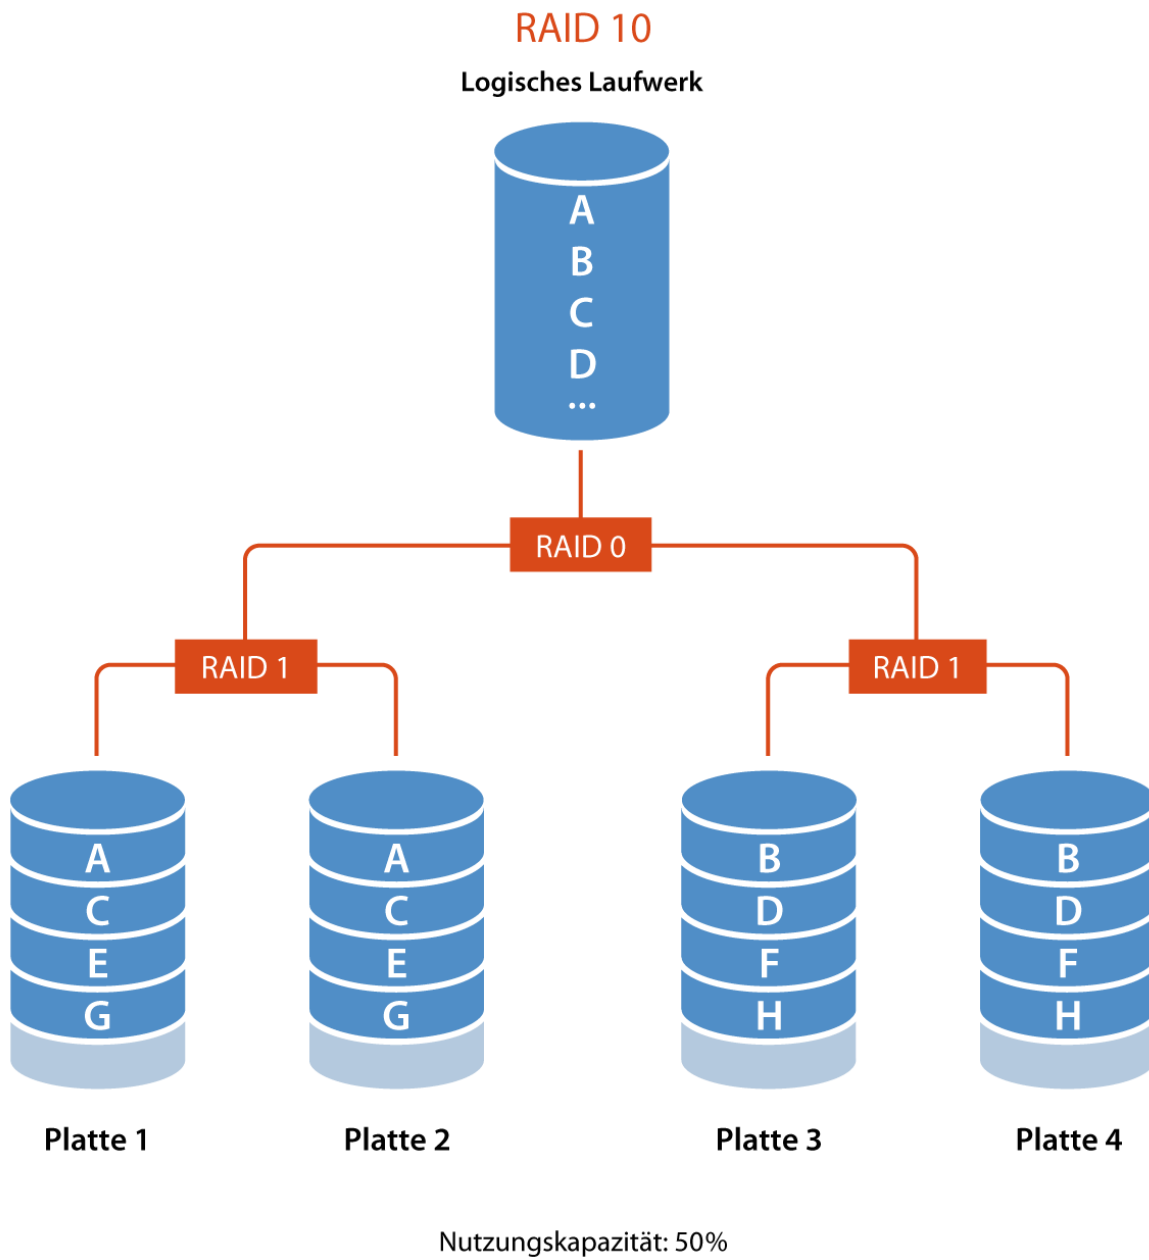 RAID 10
Logisches Laufwerk
A
B
C
D
...
RAID 0
RAID 1
RAID 1
A
C
E
G
A
C
E
G
B
D
F
H
B
D
F
H
Platte 1
Platte 2
Platte 3
Platte 4
Nutzungskapazität: 50%